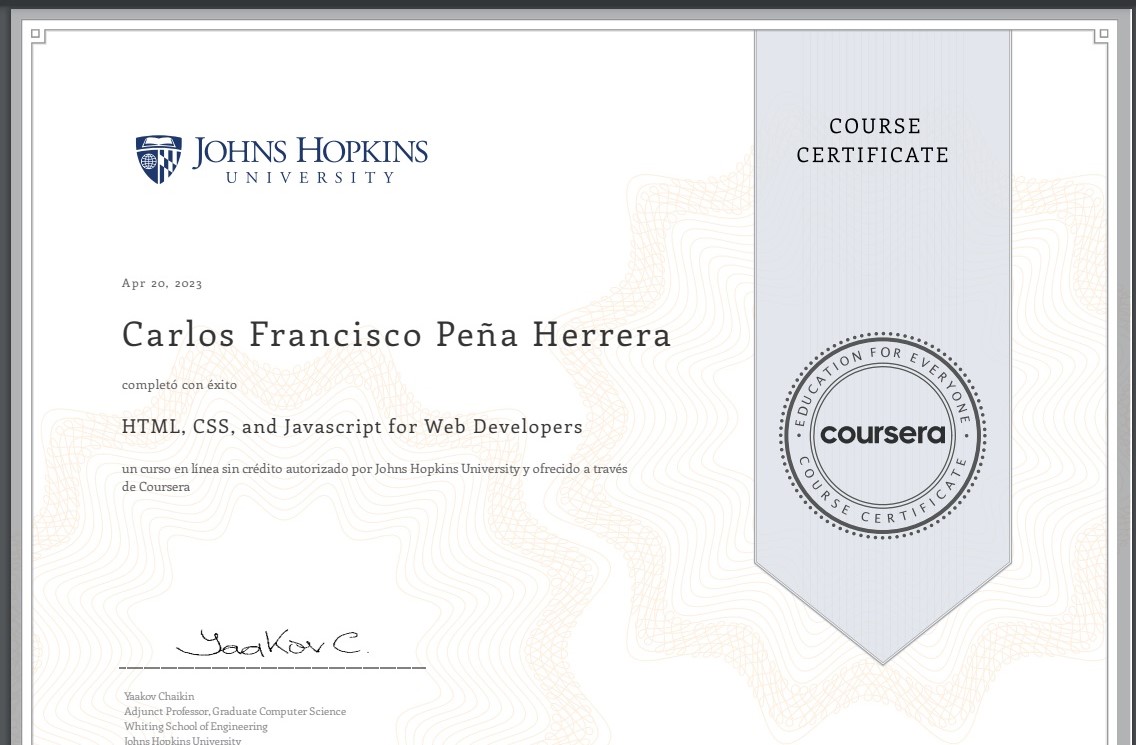 JOHNS HOPKINS
UNIVERSITY
COURSE
CERTIFICATE
Apr 20, 2023
Carlos Francisco Peña Herrera
completó con éxito
HTML, CSS, and Javascript for Web Developers
un curso en línea sin crédito autorizado por Johns Hopkins University y ofrecido a través
de Coursera
EDUCATION FOR EVERYONE
coursera
COURSE CERTIFICATE
Yaakov C.
Yaakov Chaikin
Adjunct Professor, Graduate Computer Science
Whiting School of Engineering
Johns Hopkins University